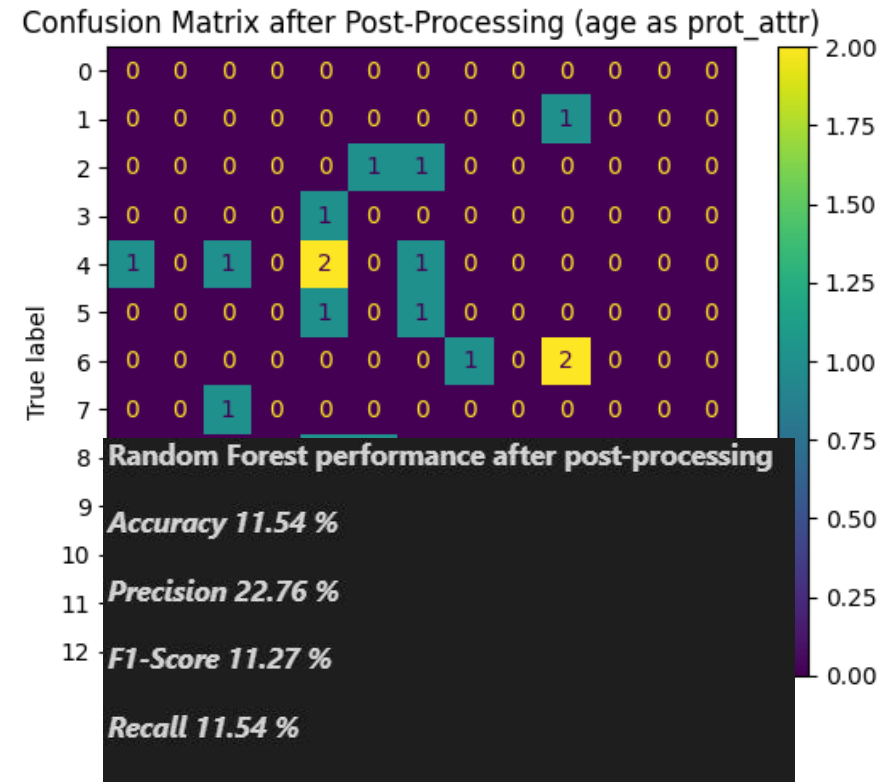 Confusion Matrix after Post-Processing (age as prot_attr)
0 0 0 0 0 0 0 0 0 0 0 0 0 0 2.00
1 0 0 0 0 0 0 0 0 0 1 0 0 0 1.75
2 0 0 0 0 0 1 1 0 0 0 0 0 0
3 0 0 0 0 1 0 0 0 0 0 0 0 0 1.50
4 1 0 1 0 2 0 1 0 0 0 0 0 0 1.25
5 0 0 0 0 1 0 1 0 0 0 0 0 0
6 0 0 0 0 0 0 0 1 0 2 0 0 0 1.00
True label
7 0 0 1 0 0 0 0 0 0 0 0 0 0
0.75
8 Random Forest performance after post-processing
9
Accuracy 11.54 % 0.50
10
Precision 22.76 %
11 0.25
12 F1-Score 11.27 %
0.00
Recall 11.54 %